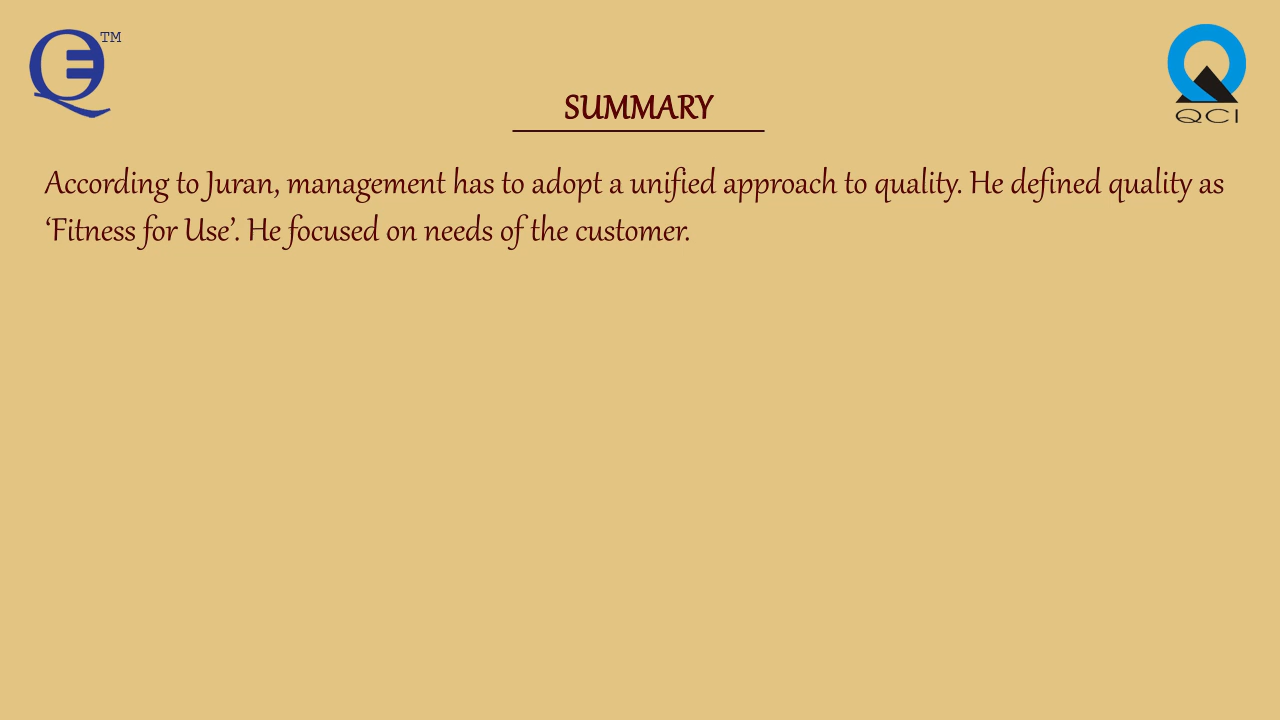 TM
QCI
SUMMARY
According to Juran, management has to adopt a unified approach to quality. He defined quality as
‘Fitness for Use’. He focused on needs of the customer.